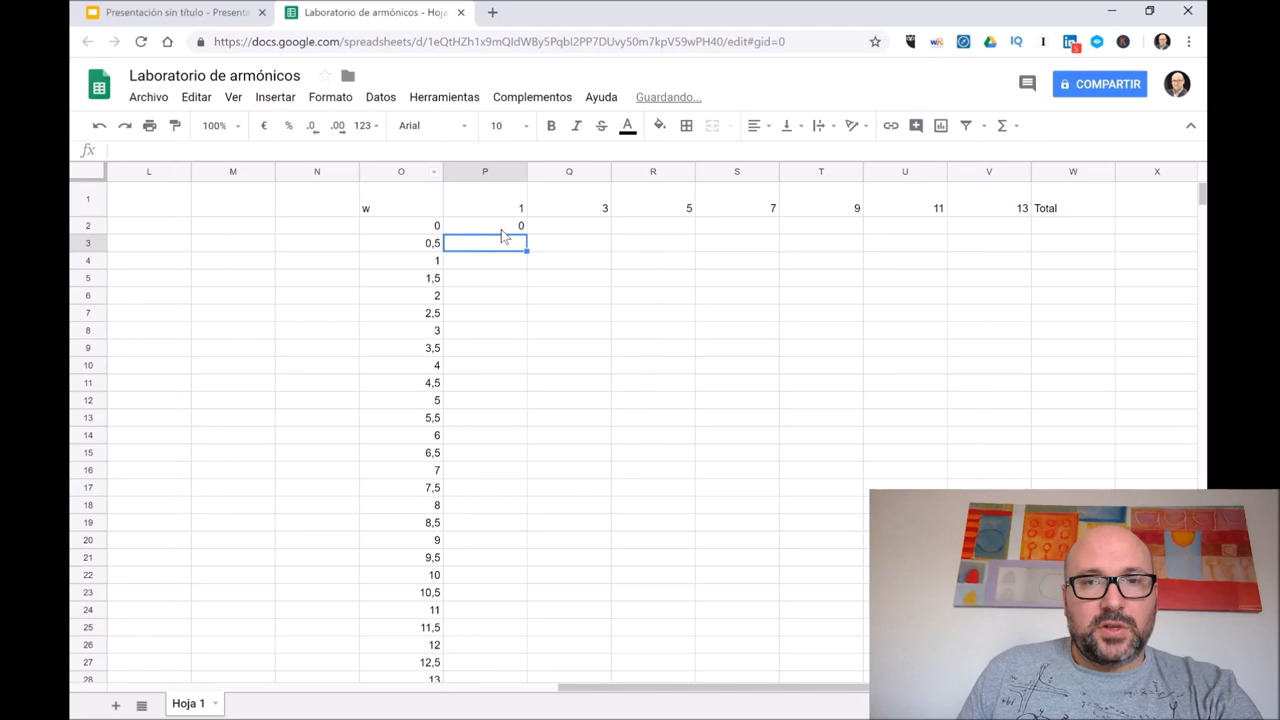 Presentación sin título - Presenta
Laboratorio de armónicos - Hoja
https://docs.google.com/spreadsheets/d/1eQtHZh1x9mQIdWBy5PqbI2PP7DUvy50m7kpV59wPH40/edit#gid=0
IQ
5
Laboratorio de armónicos
Archivo Editar Ver Insertar Formato Datos Herramientas Complementos Ayuda Guardando...
COMPARTIR
100% € % .0 .00 123 Arial 10 B I S A Σ
fx
L M N O P Q R S T U V W X
1 w 1 3 5 7 9 11 13 Total
2 0 0
3 0,5
4 1
5 1,5
6 2
7 2,5
8 3
9 3,5
10 4
11 4,5
12 5
13 5,5
14 6
15 6,5
16 7
17 7,5
18 8
19 8,5
20 9
21 9,5
22 10
23 10,5
24 11
25 11,5
26 12
27 12,5
28 13
Hoja 1